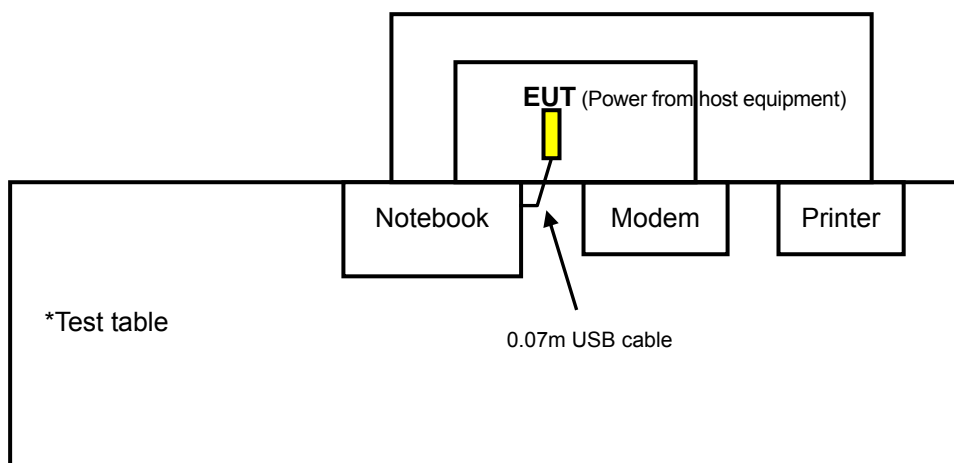 EUT (Power from host equipment)
Notebook
Modem
Printer
*Test table
0.07m USB cable